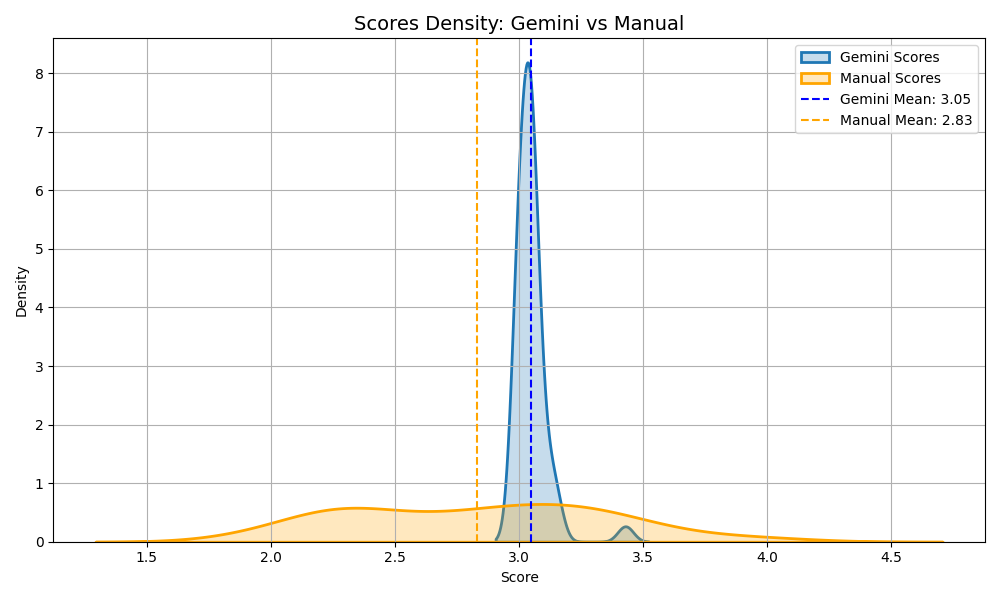 Scores Density: Gemini vs Manual
Gemini Scores
Manual Scores
Gemini Mean: 3.05
Manual Mean: 2.83
Density
8
7
6
5
4
3
2
1
0
1.5 2.0 2.5 3.0 3.5 4.0 4.5
Score